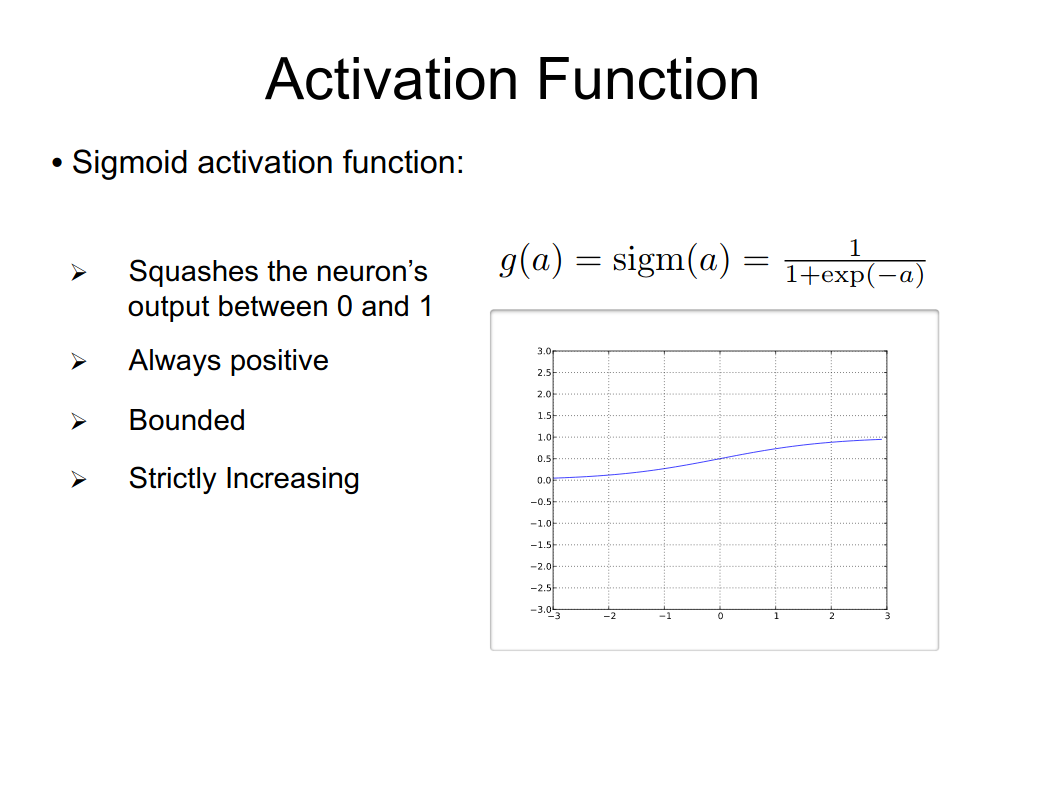 Activation Function
• Sigmoid activation function:
➢ Squashes the neuron’s
output between 0 and 1
➢ Always positive
➢ Bounded
➢ Strictly Increasing
g(a) = sigm(a) = 1/(1+exp(−a))
3.0
2.5
2.0
1.5
1.0
0.5
0.0
−0.5
−1.0
−1.5
−2.0
−2.5
−3.0
−3 −2 −1 0 1 2 3